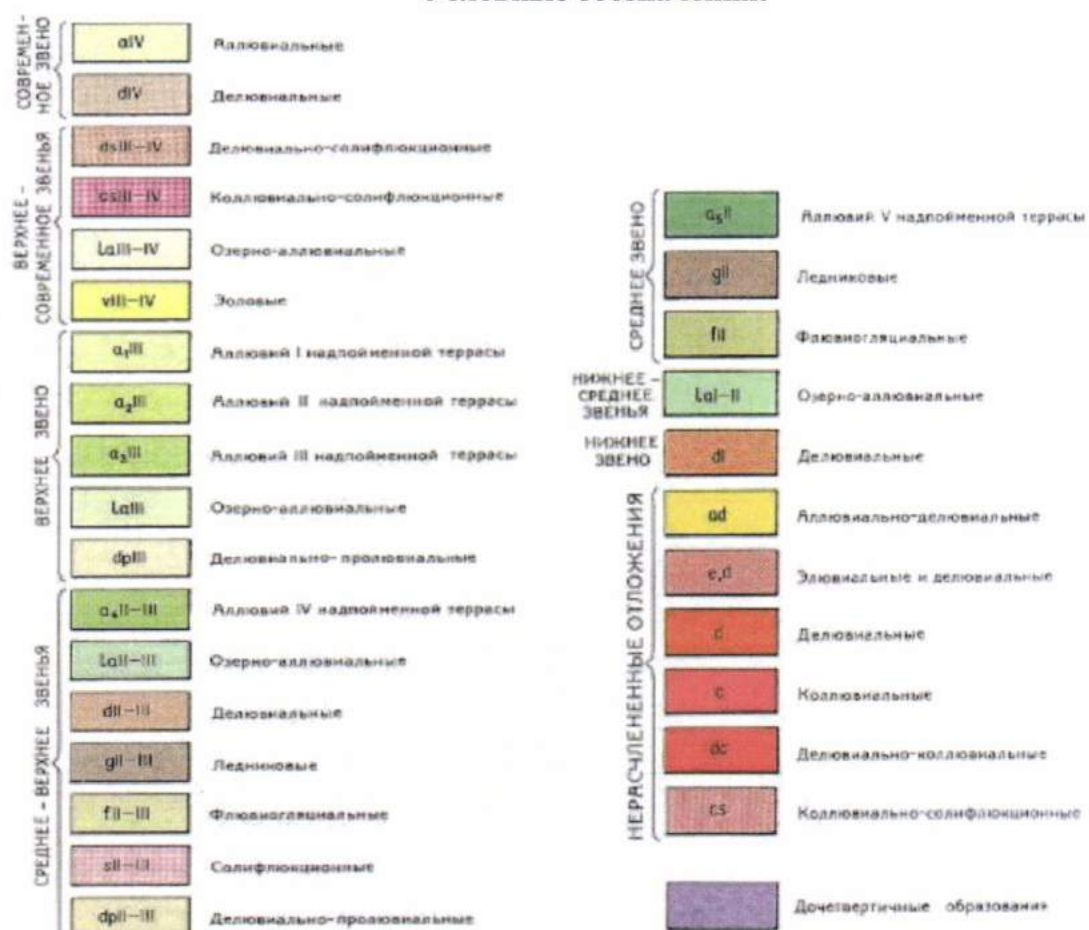 СОВРЕМЕН-
НОЕ ЗВЕНО
aIV Аллювиальные
dIV Делювиальные
ВЕРХНЕЕ -
СОВРЕМЕННОЕ ЗВЕНЬЯ
dsIII-IV Делювиально-солифлюкционные
csIII-IV Коллювиально-солифлюкционные
LaIII-IV Озерно-аллювиальные
vIII-IV Эоловые
ВЕРХНЕЕ ЗВЕНО
a₁III Аллювий I надпойменной террасы
a₂III Аллювий II надпойменной террасы
a₃III Аллювий III надпойменной террасы
LaIII Озерно-аллювиальные
dpIII Делювиально-пролювиальные
СРЕДНЕЕ - ВЕРХНЕЕ ЗВЕНЬЯ
a₄II-III Аллювий IV надпойменной террасы
LaII-III Озерно-аллювиальные
dII-III Делювиальные
gII-III Ледниковые
fII-III Флювиогляциальные
sII-III Солифлюкционные
dpII-III Делювиально-пролювиальные
СРЕДНЕЕ ЗВЕНО
a₅II Аллювий V надпойменной террасы
gII Ледниковые
fII Флювиогляциальные
НИЖНЕЕ -
СРЕДНЕЕ
ЗВЕНЬЯ
LaI-II Озерно-аллювиальные
НИЖНЕЕ
ЗВЕНО
dI Делювиальные
НЕРАСЧЛЕНЕННЫЕ ОТЛОЖЕНИЯ
ad Аллювиально-делювиальные
e,d Элювиальные и делювиальные
d Делювиальные
c Коллювиальные
dc Делювиально-коллювиальные
cs Коллювиально-солифлюкционные
Дочетвертичные образования